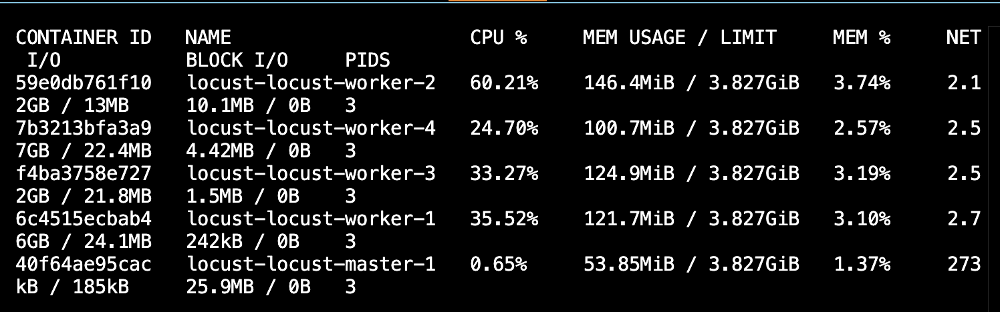 CONTAINER ID   NAME                     CPU %     MEM USAGE / LIMIT     MEM %     NET
 I/O           BLOCK I/O     PIDS
59e0db761f10   locust-locust-worker-2   60.21%    146.4MiB / 3.827GiB   3.74%     2.1
2GB / 13MB     10.1MB / 0B   3
7b3213bfa3a9   locust-locust-worker-4   24.70%    100.7MiB / 3.827GiB   2.57%     2.5
7GB / 22.4MB   4.42MB / 0B   3
f4ba3758e727   locust-locust-worker-3   33.27%    124.9MiB / 3.827GiB   3.19%     2.5
2GB / 21.8MB   1.5MB / 0B    3
6c4515ecbab4   locust-locust-worker-1   35.52%    121.7MiB / 3.827GiB   3.10%     2.7
6GB / 24.1MB   242kB / 0B    3
40f64ae95cac   locust-locust-master-1   0.65%     53.85MiB / 3.827GiB   1.37%     273
kB / 185kB     25.9MB / 0B   3